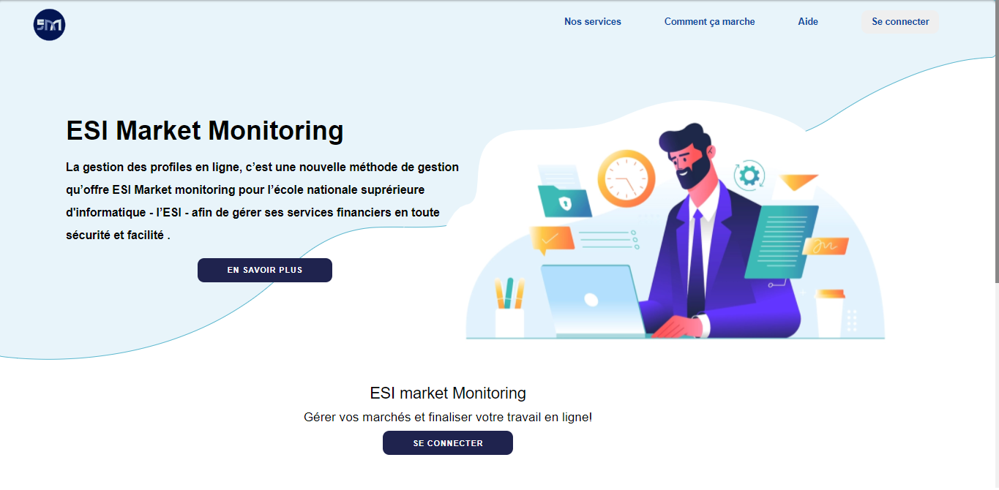 Nos services
Comment ça marche
Aide
Se connecter
ESI Market Monitoring
La gestion des profiles en ligne, c’est une nouvelle méthode de gestion
qu’offre ESI Market monitoring pour l’école nationale suprérieure
d'informatique - l’ESI - afin de gérer ses services financiers en toute
sécurité et facilité .
EN SAVOIR PLUS
ESI market Monitoring
Gérer vos marchés et finaliser votre travail en ligne!
SE CONNECTER